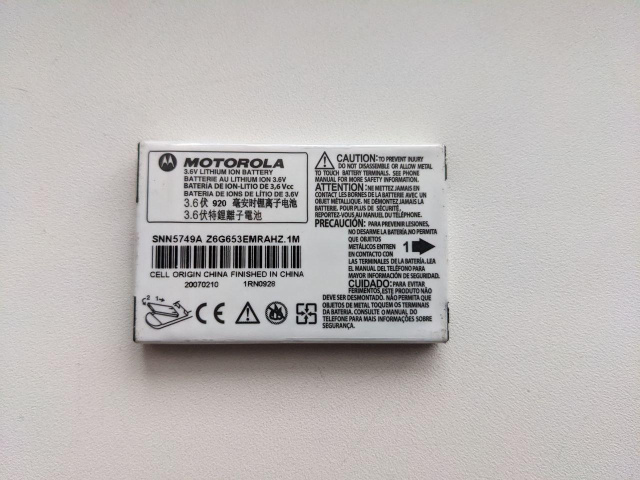 MOTOROLA
3.6V LITHIUM ION BATTERY
BATTERIE AU LITHIUM ION 3.6V
BATERÍA DE ION-LITIO DE 3,6 Vcc
BATERIA DE IONS DE LÍTIO DE 3.6V
3.6伏 920 毫安时锂离子电池
3.6伏特鋰離子電池
SNN5749A Z6G653EMRAHZ.1M
CELL ORIGIN CHINA FINISHED IN CHINA
20070210 1RN0928
2 1
CE
CAUTION: TO PREVENT INJURY
DO NOT DISASSEMBLE OR ALLOW METAL
TO TOUCH BATTERY TERMINALS. SEE PHONE
MANUAL FOR MORE SAFETY INFORMATION.
ATTENTION: NE METTEZ JAMAIS EN
CONTACT LES BORNES DE LA BATTERIE AVEC UN
OBJET MÉTALLIQUE. NE DÉMONTEZ JAMAIS LA
BATTERIE. POUR PLUS DE SÉCURITÉ,
REPORTEZ-VOUS AU MANUEL DU TÉLÉPHONE.
PRECAUCIÓN: PARA PREVENIR LESIONES,
NO DESARME LA BATERÍA.NO PERMITA
QUE OBJETOS
METÁLICOS ENTREN 1
EN CONTACTO CON
LAS TERMINALES DE LA BATERÍA. LEA
EL MANUAL DEL TELÉFONO PARA
MÁS INFORMACIÓN DE SEGURIDAD.
CUIDADO: PARA EVITAR
FERIMENTOS, ESTE PRODUTO NÃO
DEVE SER DESMONTADO. NÃO PERMITA QUE
OBJETOS DE METAL TOQUEM OS TERMINAIS
DA BATERIA. CONSULTE O MANUAL DO
TELEFONE PARA MAIS INFORMAÇÕES SOBRE
SEGURANÇA.